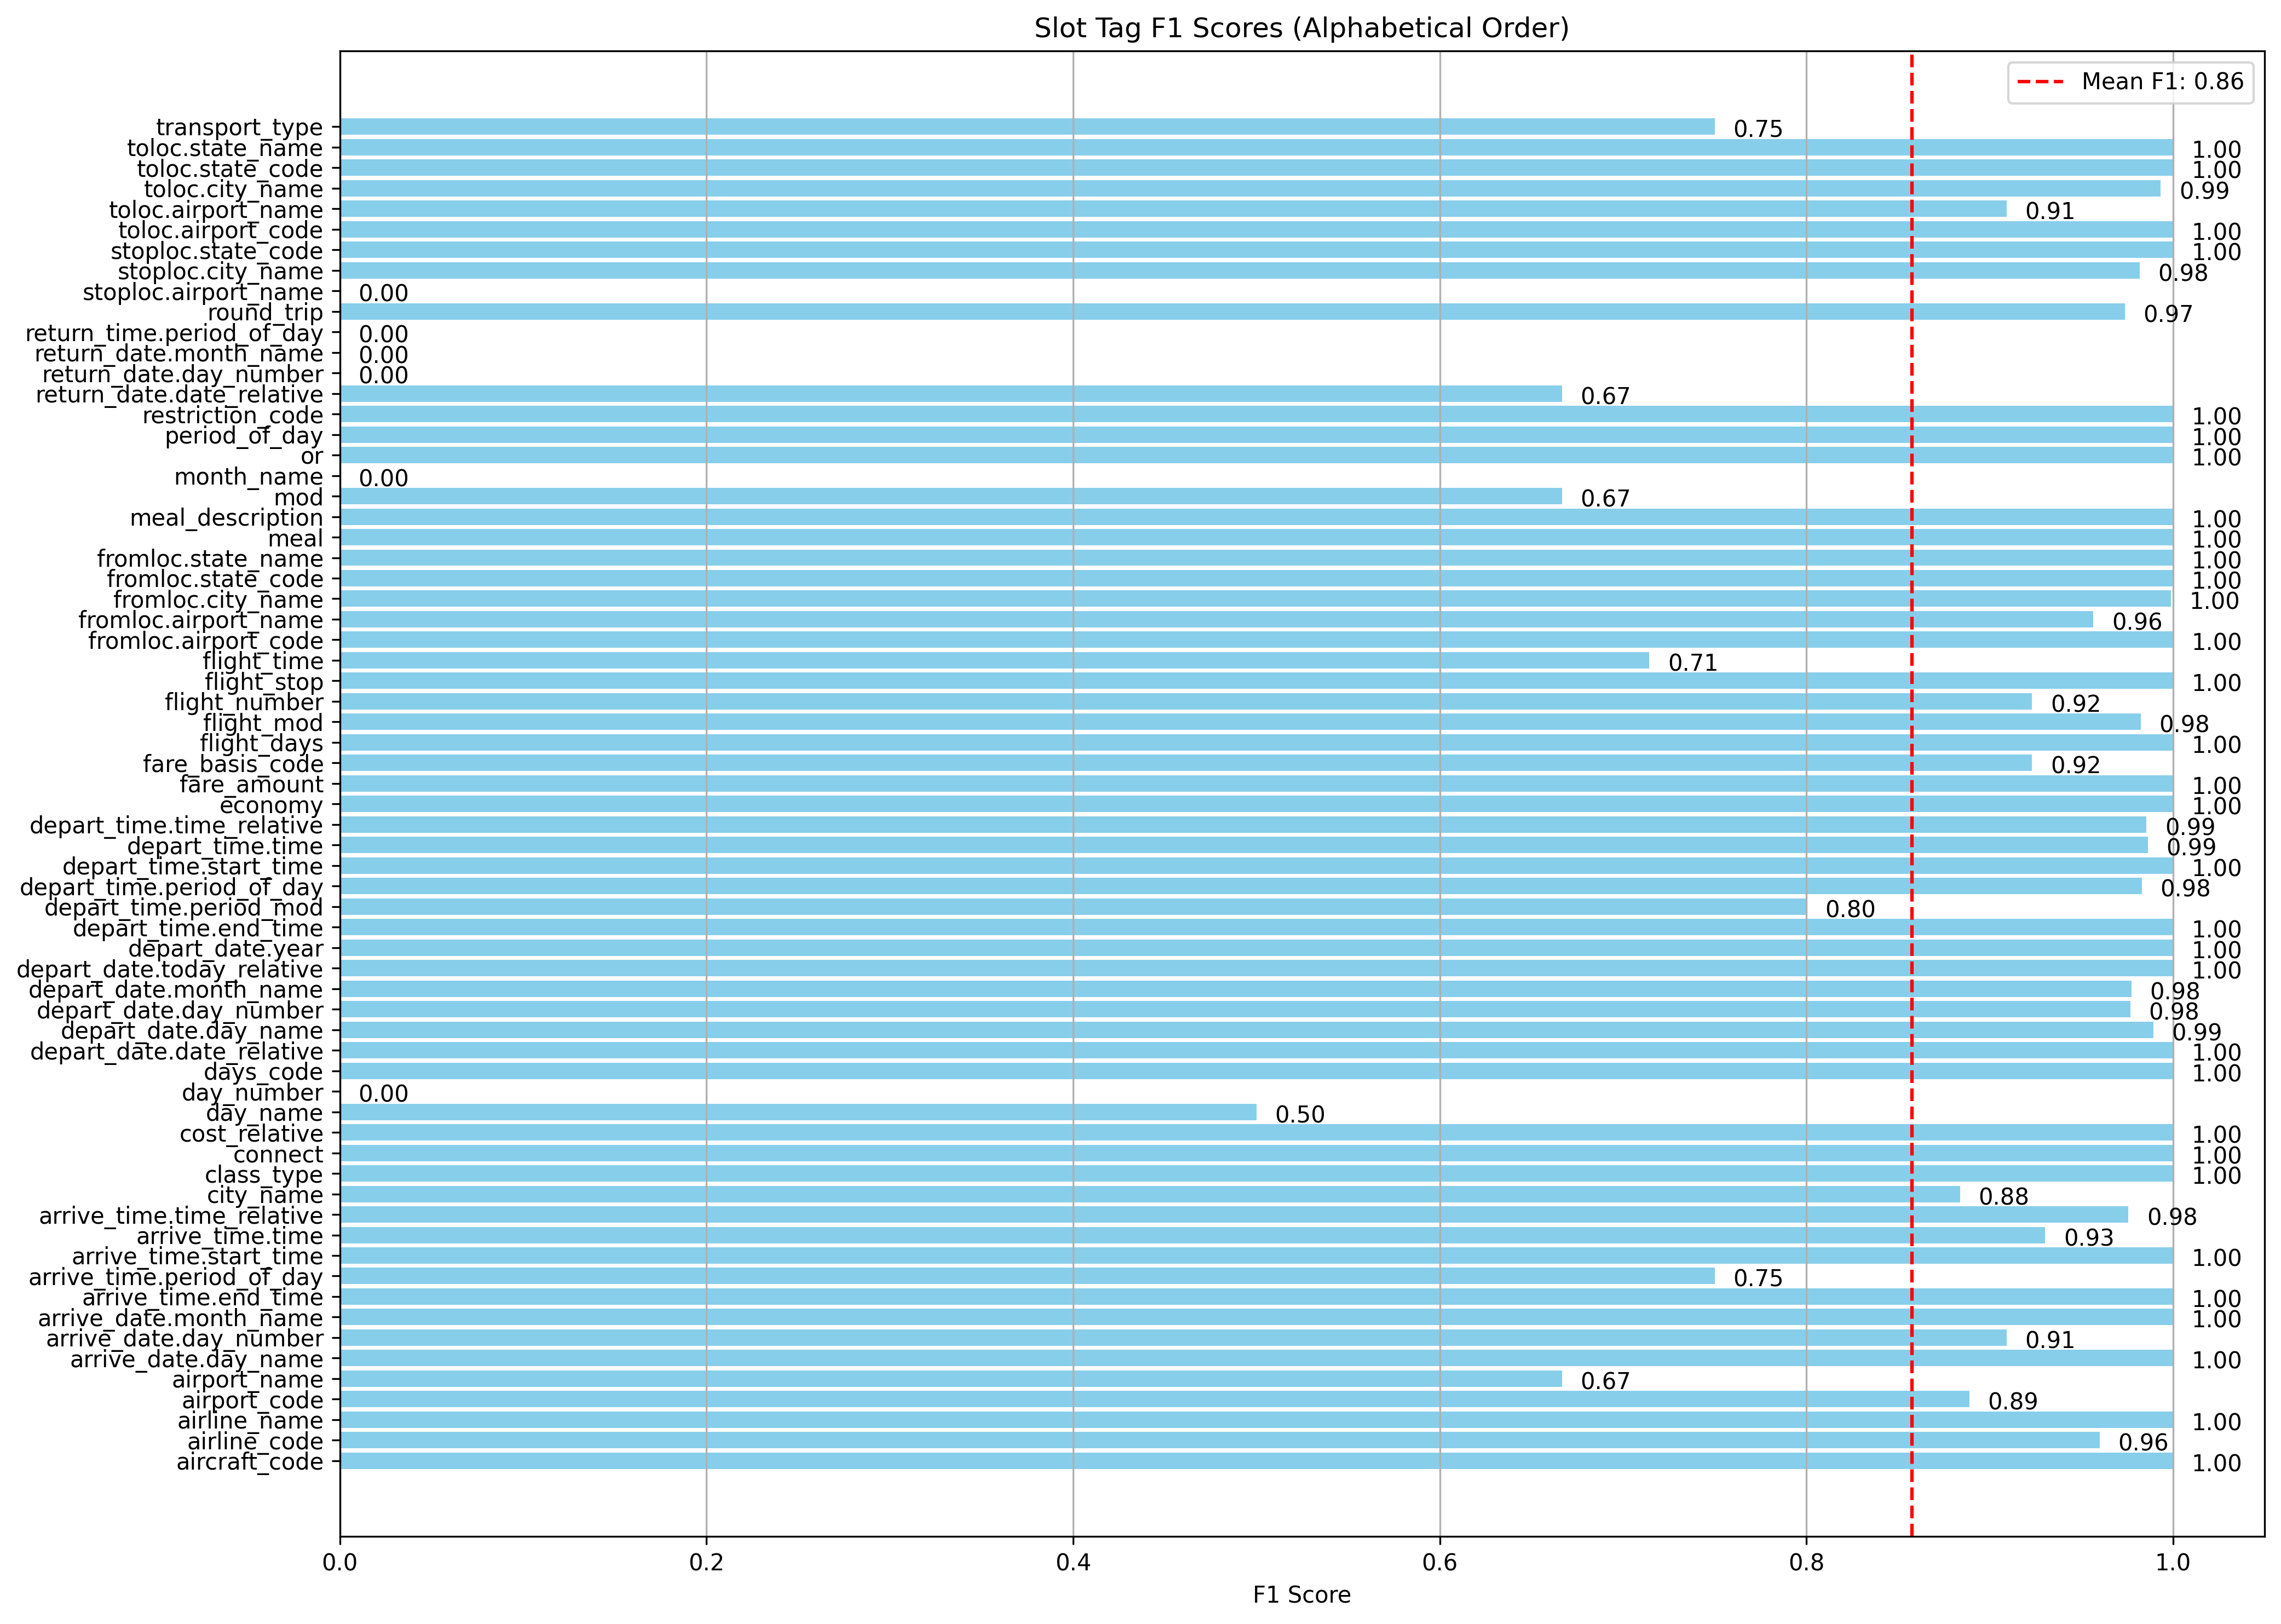 Slot Tag F1 Scores (Alphabetical Order)
Mean F1: 0.86
transport_type 0.75
toloc.state_name 1.00
toloc.state_code 1.00
toloc.city_name 0.99
toloc.airport_name 0.91
toloc.airport_code 1.00
stoploc.state_code 1.00
stoploc.city_name 0.98
stoploc.airport_name 0.00
round_trip 0.97
return_time.period_of_day 0.00
return_date.month_name 0.00
return_date.day_number 0.00
return_date.date_relative 0.67
restriction_code 1.00
period_of_day 1.00
or 1.00
month_name 0.00
mod 0.67
meal_description 1.00
meal 1.00
fromloc.state_name 1.00
fromloc.state_code 1.00
fromloc.city_name 1.00
fromloc.airport_name 0.96
fromloc.airport_code 1.00
flight_time 0.71
flight_stop 1.00
flight_number 0.92
flight_mod 0.98
flight_days 1.00
fare_basis_code 0.92
fare_amount 1.00
economy 1.00
depart_time.time_relative 0.99
depart_time.time 0.99
depart_time.start_time 1.00
depart_time.period_of_day 0.98
depart_time.period_mod 0.80
depart_time.end_time 1.00
depart_date.year 1.00
depart_date.today_relative 1.00
depart_date.month_name 0.98
depart_date.day_number 0.98
depart_date.day_name 0.99
depart_date.date_relative 1.00
days_code 1.00
day_number 0.00
day_name 0.50
cost_relative 1.00
connect 1.00
class_type 1.00
city_name 0.88
arrive_time.time_relative 0.98
arrive_time.time 0.93
arrive_time.start_time 1.00
arrive_time.period_of_day 0.75
arrive_time.end_time 1.00
arrive_date.month_name 1.00
arrive_date.day_number 0.91
arrive_date.day_name 1.00
airport_name 0.67
airport_code 0.89
airline_name 1.00
airline_code 0.96
aircraft_code 1.00
0.0 0.2 0.4 0.6 0.8 1.0
F1 Score